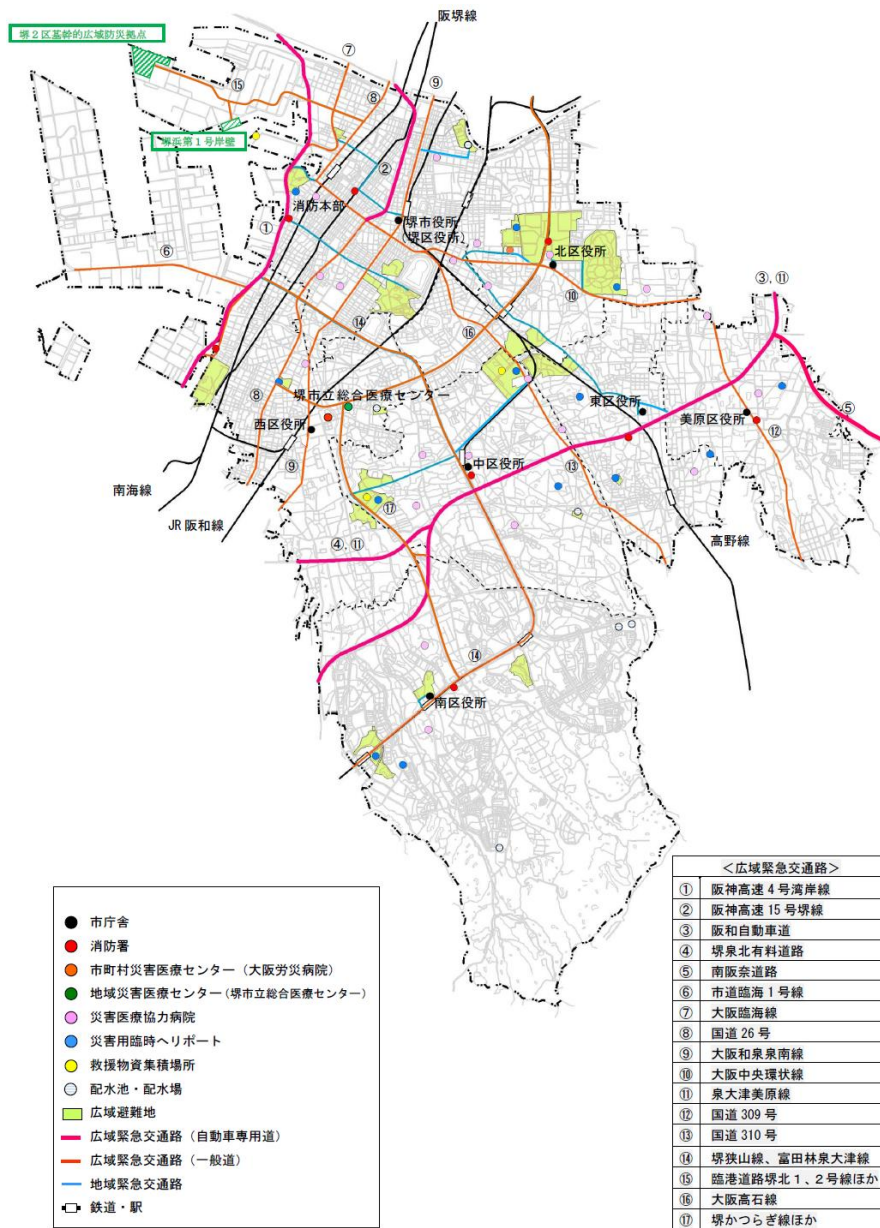 阪堺線
堺２区基幹的広域防災拠点
⑦
⑨
⑮
⑧
堺浜第１号岸壁
②
消防本部
堺市役所
(堺区役所)
①
北区役所
⑥
③,⑪
⑩
⑭
⑯
⑧
堺市立総合医療センター
東区役所
美原区役所
⑤
西区役所
⑫
中区役所
⑨
⑬
南海線
⑰
JR 阪和線
高野線
④,⑪
⑭
南区役所
市庁舎
消防署
市町村災害医療センター（大阪労災病院）
地域災害医療センター（堺市立総合医療センター）
災害医療協力病院
災害用臨時ヘリポート
救援物資集積場所
配水池・配水場
広域避難地
広域緊急交通路（自動車専用道）
広域緊急交通路（一般道）
地域緊急交通路
鉄道・駅
＜広域緊急交通路＞
① 阪神高速 4 号湾岸線
② 阪神高速 15 号堺線
③ 阪和自動車道
④ 堺泉北有料道路
⑤ 南阪奈道路
⑥ 市道臨海 1 号線
⑦ 大阪臨海線
⑧ 国道 26 号
⑨ 大阪和泉泉南線
⑩ 大阪中央環状線
⑪ 泉大津美原線
⑫ 国道 309 号
⑬ 国道 310 号
⑭ 堺狭山線、富田林泉大津線
⑮ 臨港道路堺北１、２号線ほか
⑯ 大阪高石線
⑰ 堺かつらぎ線ほか